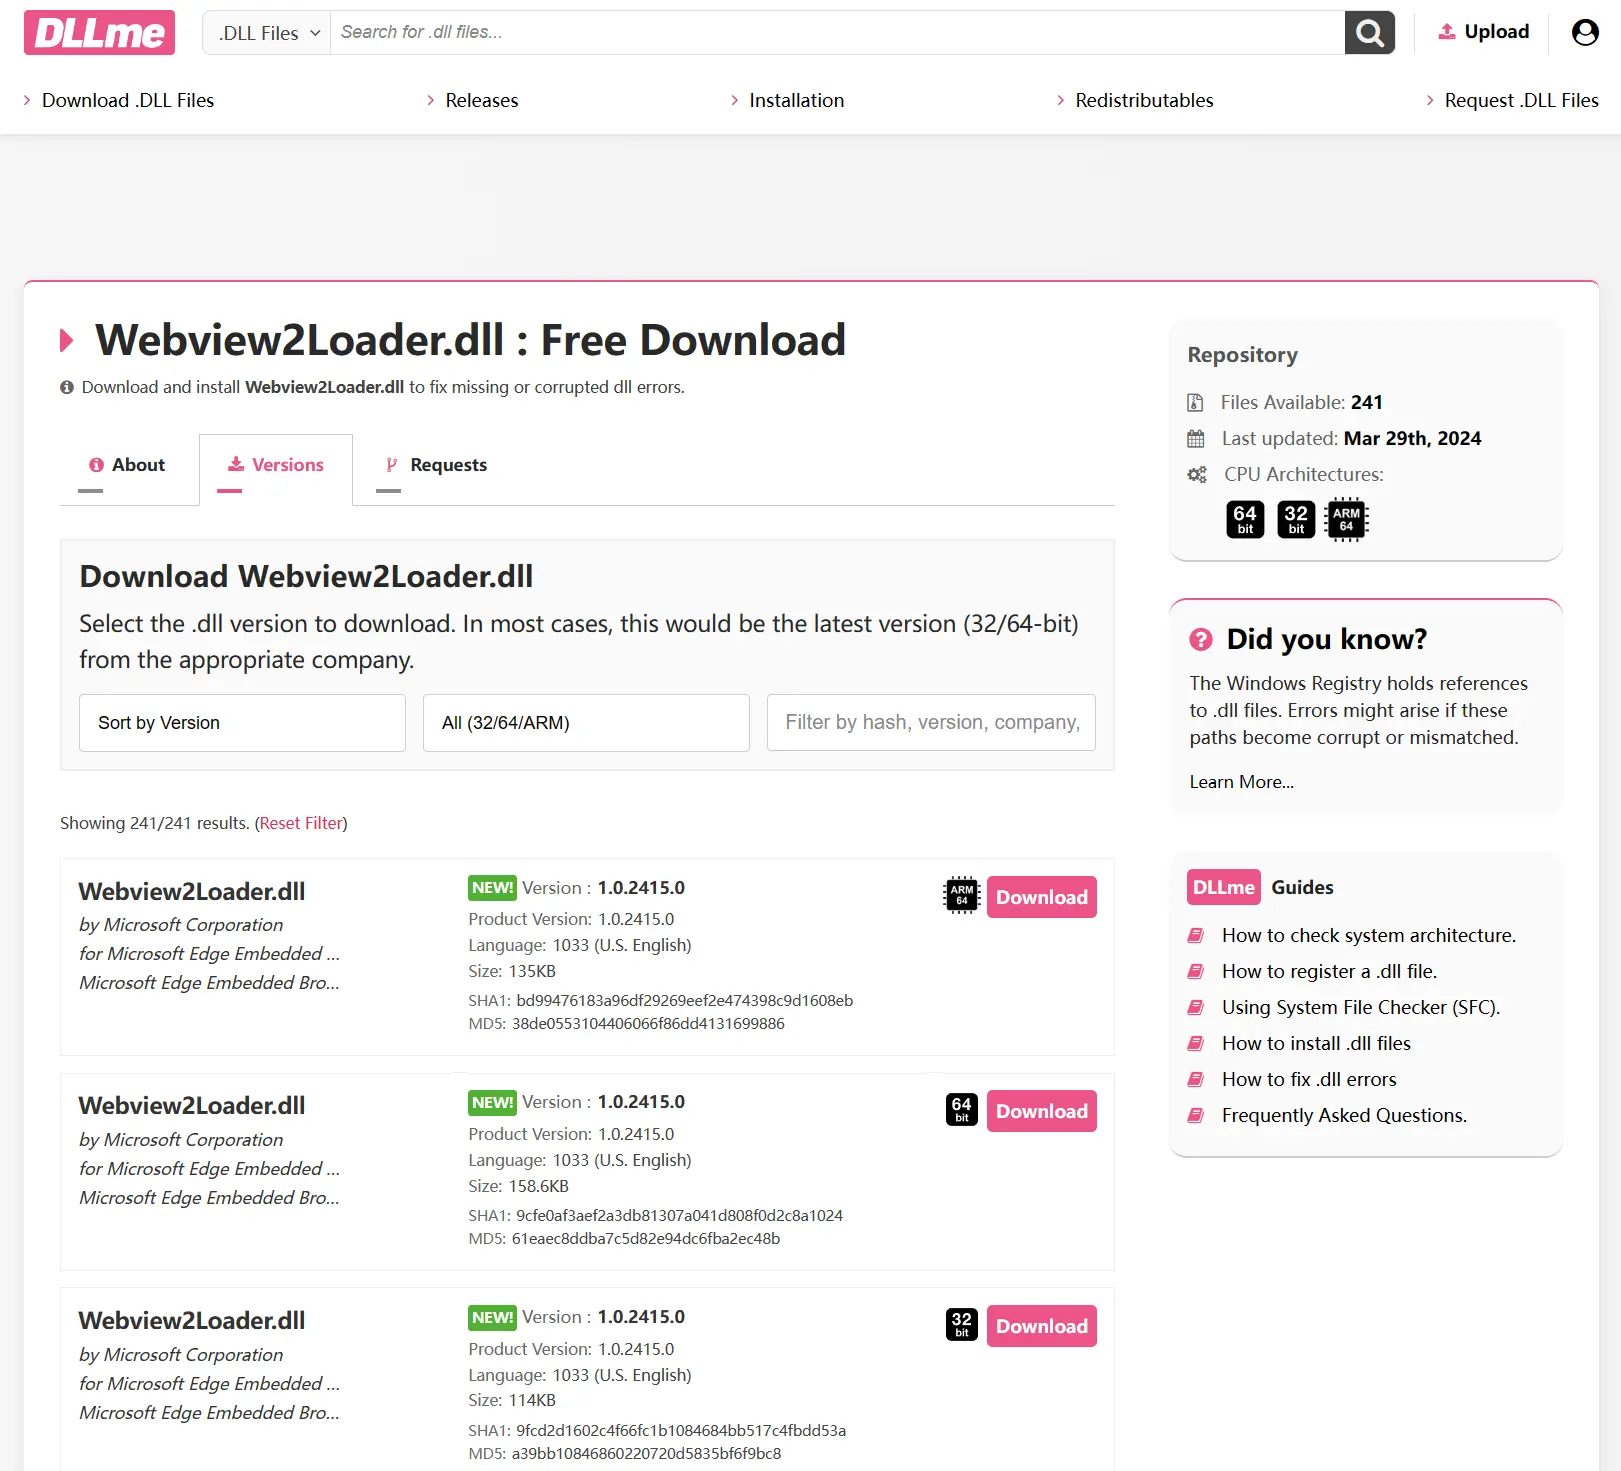 DLLme
.DLL Files
Search for .dll files...
Upload
Download .DLL Files
Releases
Installation
Redistributables
Request .DLL Files
Webview2Loader.dll : Free Download
Download and install Webview2Loader.dll to fix missing or corrupted dll errors.
About
Versions
Requests
Download Webview2Loader.dll
Select the .dll version to download. In most cases, this would be the latest version (32/64-bit)
from the appropriate company.
Sort by Version
All (32/64/ARM)
Filter by hash, version, company,
Showing 241/241 results. (Reset Filter)
Webview2Loader.dll
by Microsoft Corporation
for Microsoft Edge Embedded ...
Microsoft Edge Embedded Bro...
NEW! Version : 1.0.2415.0
Product Version: 1.0.2415.0
Language: 1033 (U.S. English)
Size: 135KB
SHA1: bd99476183a96df29269eef2e474398c9d1608eb
MD5: 38de0553104406066f86dd4131699886
ARM
64
Download
Webview2Loader.dll
by Microsoft Corporation
for Microsoft Edge Embedded ...
Microsoft Edge Embedded Bro...
NEW! Version : 1.0.2415.0
Product Version: 1.0.2415.0
Language: 1033 (U.S. English)
Size: 158.6KB
SHA1: 9cfe0af3aef2a3db81307a041d808f0d2c8a1024
MD5: 61eaec8ddba7c5d82e94dc6fba2ec48b
64
bit
Download
Webview2Loader.dll
by Microsoft Corporation
for Microsoft Edge Embedded ...
Microsoft Edge Embedded Bro...
NEW! Version : 1.0.2415.0
Product Version: 1.0.2415.0
Language: 1033 (U.S. English)
Size: 114KB
SHA1: 9fcd2d1602c4f66fc1b1084684bb517c4fbdd53a
MD5: a39bb10846860220720d5835bf6f9bc8
32
bit
Download
Repository
Files Available: 241
Last updated: Mar 29th, 2024
CPU Architectures:
64
bit
32
bit
ARM
64
Did you know?
The Windows Registry holds references
to .dll files. Errors might arise if these
paths become corrupt or mismatched.
Learn More...
DLLme Guides
How to check system architecture.
How to register a .dll file.
Using System File Checker (SFC).
How to install .dll files
How to fix .dll errors
Frequently Asked Questions.